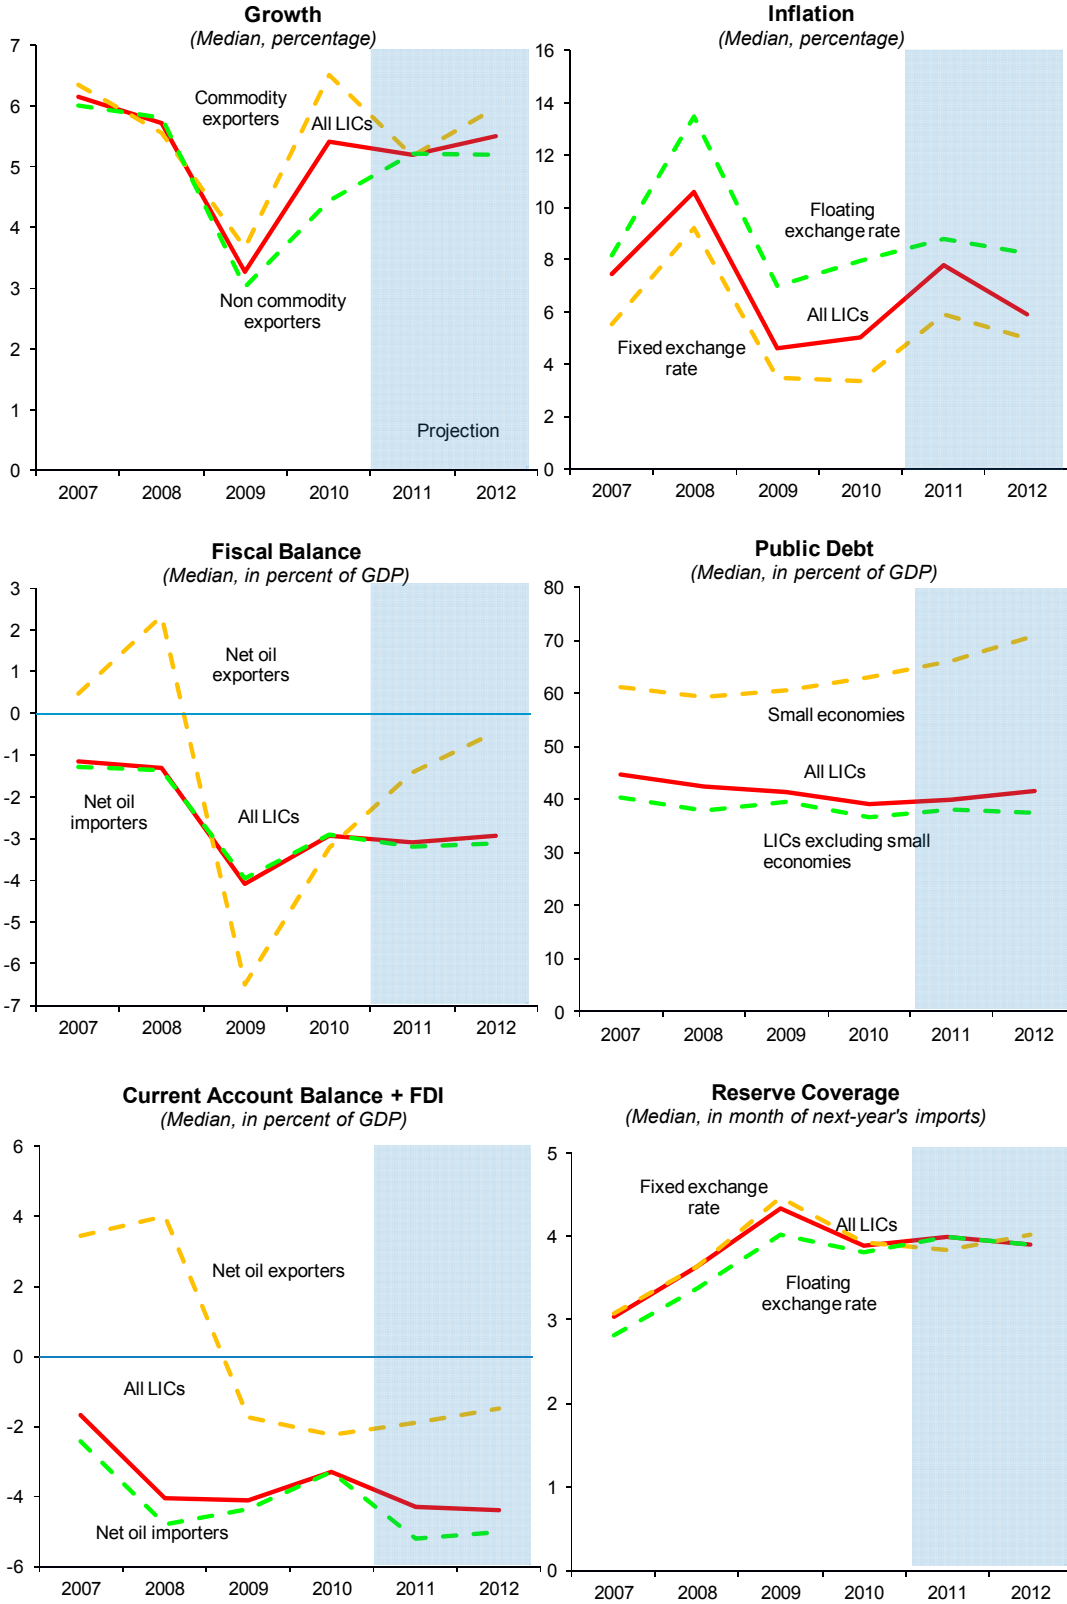 Growth
(Median, percentage)
7
6
5
4
3
2
1
0
Commodity
exporters
All LICs
Non commodity
exporters
Projection
2007 2008 2009 2010 2011 2012
Inflation
(Median, percentage)
16
14
12
10
8
6
4
2
0
Floating
exchange rate
All LICs
Fixed exchange
rate
2007 2008 2009 2010 2011 2012
Fiscal Balance
(Median, in percent of GDP)
3
2
1
0
-1
-2
-3
-4
-5
-6
-7
Net oil
exporters
Net oil
importers
All LICs
2007 2008 2009 2010 2011 2012
Public Debt
(Median, in percent of GDP)
80
70
60
50
40
30
20
10
0
Small economies
All LICs
LICs excluding small
economies
2007 2008 2009 2010 2011 2012
Current Account Balance + FDI
(Median, in percent of GDP)
6
4
2
0
-2
-4
-6
Net oil exporters
All LICs
Net oil importers
2007 2008 2009 2010 2011 2012
Reserve Coverage
(Median, in month of next-year's imports)
5
4
3
2
1
0
Fixed exchange
rate
All LICs
Floating
exchange rate
2007 2008 2009 2010 2011 2012